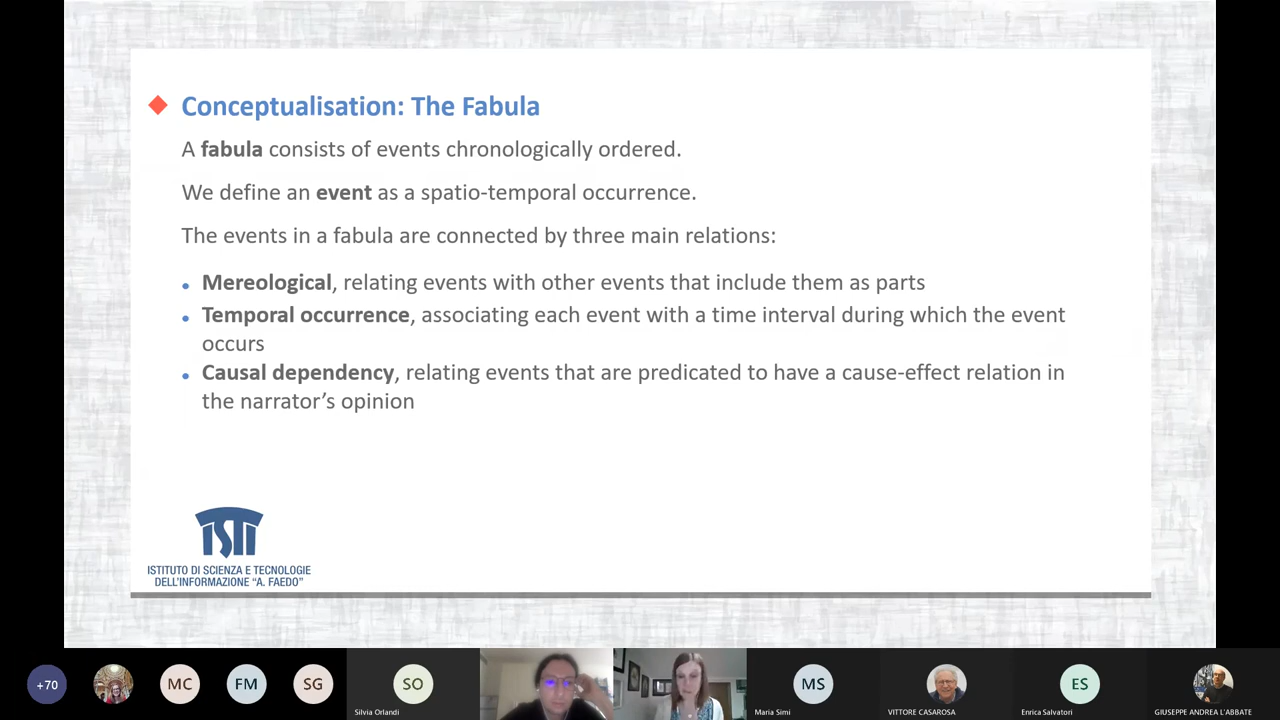 Conceptualisation: The Fabula
A fabula consists of events chronologically ordered.
We define an event as a spatio-temporal occurrence.
The events in a fabula are connected by three main relations:
Mereological, relating events with other events that include them as parts
Temporal occurrence, associating each event with a time interval during which the event
occurs
Causal dependency, relating events that are predicated to have a cause-effect relation in
the narrator's opinion
ISTI
ISTITUTO DI SCIENZA E TECNOLOGIE
DELL'INFORMAZIONE “A. FAEDO”
+70
MC
FM
SG
SO
MS
ES
Silvia Orlandi
Maria Simi
VITTORE CASAROSA
Enrica Salvatori
GIUSEPPE ANDREA L'ABBATE